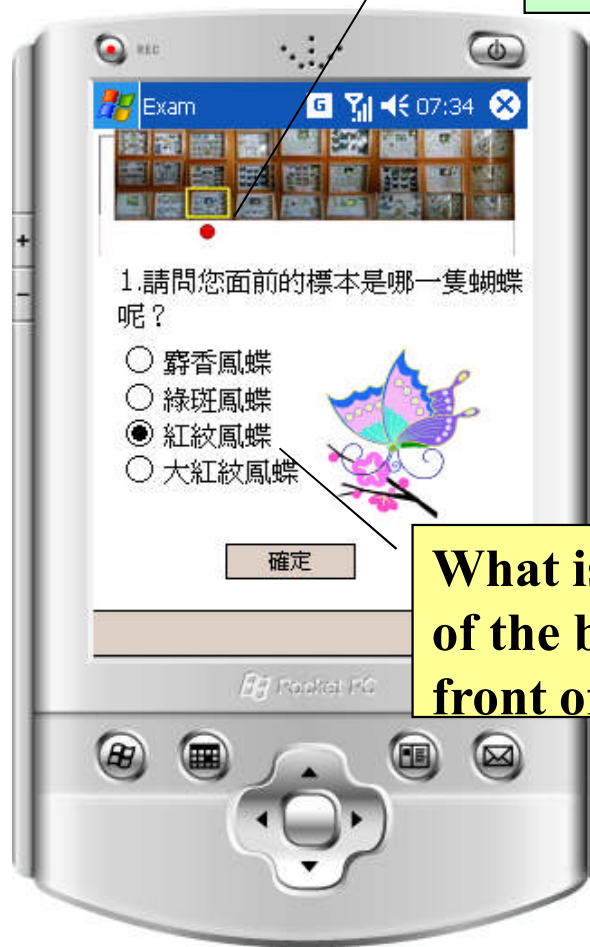 REC
Exam
G
07:34
1.請問您面前的標本是哪一隻蝴蝶
呢？
麝香鳳蝶
綠斑鳳蝶
紅紋鳳蝶
大紅紋鳳蝶
確定
What is
of the b
front of
Pocket PC
+
-